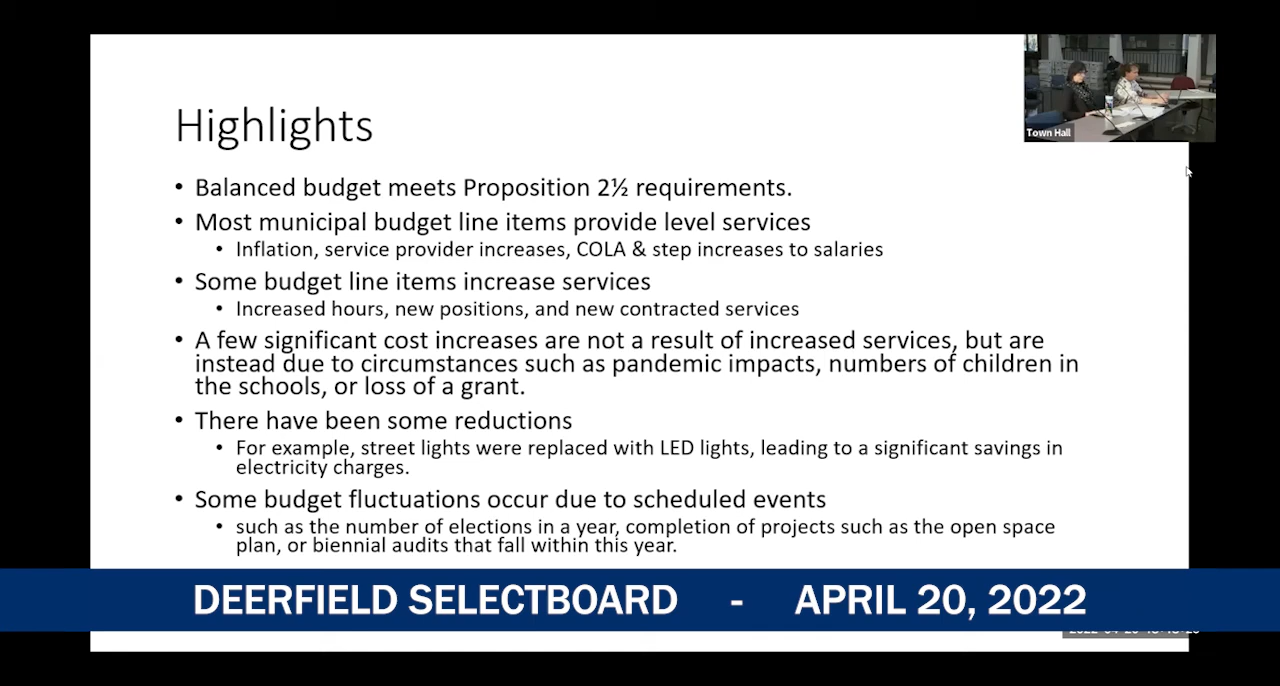 Town Hall
Highlights
• Balanced budget meets Proposition 2½ requirements.
• Most municipal budget line items provide level services
• Inflation, service provider increases, COLA & step increases to salaries
• Some budget line items increase services
• Increased hours, new positions, and new contracted services
• A few significant cost increases are not a result of increased services, but are
instead due to circumstances such as pandemic impacts, numbers of children in
the schools, or loss of a grant.
• There have been some reductions
• For example, street lights were replaced with LED lights, leading to a significant savings in
electricity charges.
• Some budget fluctuations occur due to scheduled events
• such as the number of elections in a year, completion of projects such as the open space
plan, or biennial audits that fall within this year.
DEERFIELD SELECTBOARD - APRIL 20, 2022